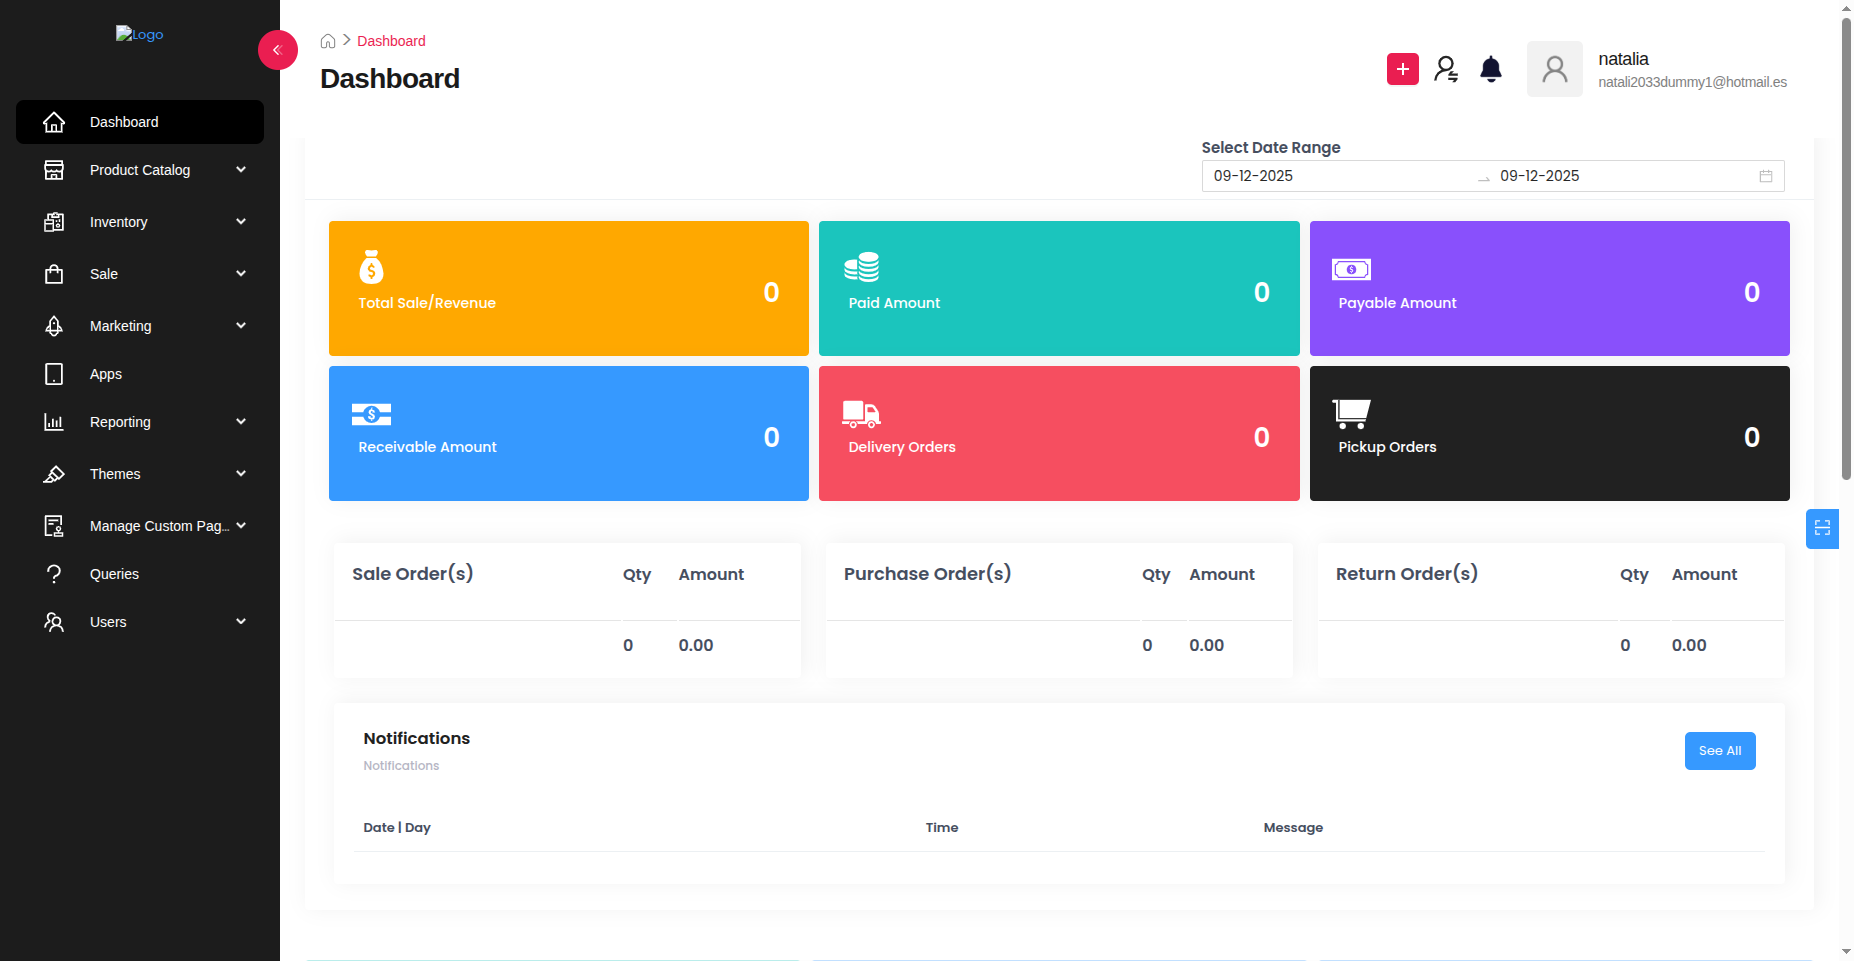 Logo
Dashboard
Product Catalog
Inventory
Sale
Marketing
Apps
Reporting
Themes
Manage Custom Pag...
Queries
Users
Dashboard
Dashboard
natalia
natali2033dummy1@hotmail.es
Select Date Range
09-12-2025 09-12-2025
Total Sale/Revenue 0
Paid Amount 0
Payable Amount 0
Receivable Amount 0
Delivery Orders 0
Pickup Orders 0
Sale Order(s) Qty Amount
0 0.00
Purchase Order(s) Qty Amount
0 0.00
Return Order(s) Qty Amount
0 0.00
Notifications
Notifications
See All
Date | Day Time Message